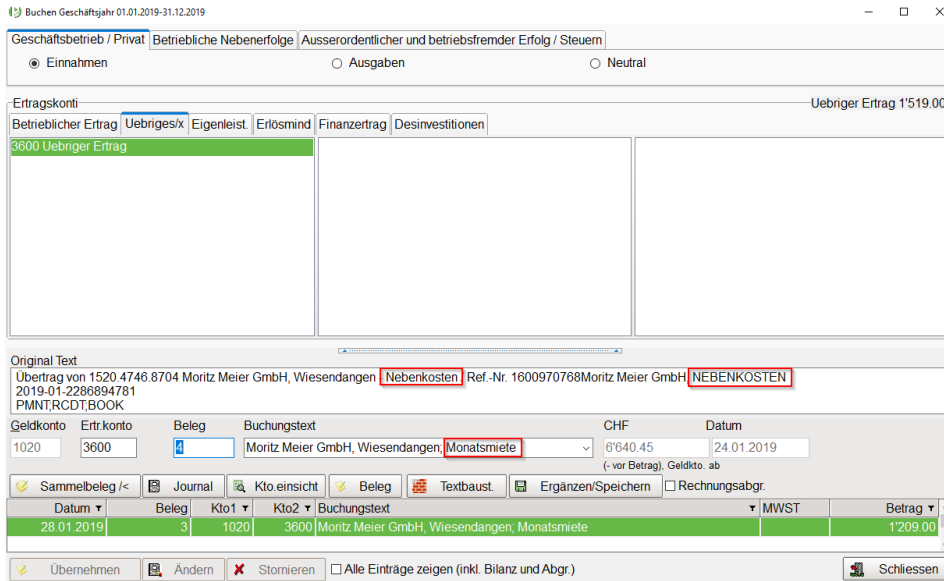 Buchen Geschäftsjahr 01.01.2019-31.12.2019
Geschäftsbetrieb / Privat Betriebliche Nebenerfolge Ausserordentlicher und betriebsfremder Erfolg / Steuern
Einnahmen Ausgaben Neutral
Ertragskonti Uebriger Ertrag 1'519.00
Betrieblicher Ertrag Uebriges/x Eigenleist. Erlösmind Finanzertrag Desinvestitionen
3600 Uebriger Ertrag
Original Text
Übertrag von 1520.4746.8704 Moritz Meier GmbH, Wiesendangen Nebenkosten Ref.-Nr. 1600970768Moritz Meier GmbH, NEBENKOSTEN
2019-01-2286894781
PMNT;RCDT;BOOK
Geldkonto Ertr.konto Beleg Buchungstext CHF Datum
1020 3600 4 Moritz Meier GmbH, Wiesendangen; Monatsmiete 6'640.45 24.01.2019
(- vor Betrag), Geldkto. ab
Sammelbeleg /< Journal Kto.einsicht Beleg Textbaust. Ergänzen/Speichern Rechnungsabgr.
Datum Beleg Kto1 Kto2 Buchungstext MWST Betrag
28.01.2019 3 1020 3600 Moritz Meier GmbH, Wiesendangen; Monatsmiete 1'209.00
Übernehmen Ändern Stornieren Alle Einträge zeigen (inkl. Bilanz und Abgr.) Schliessen